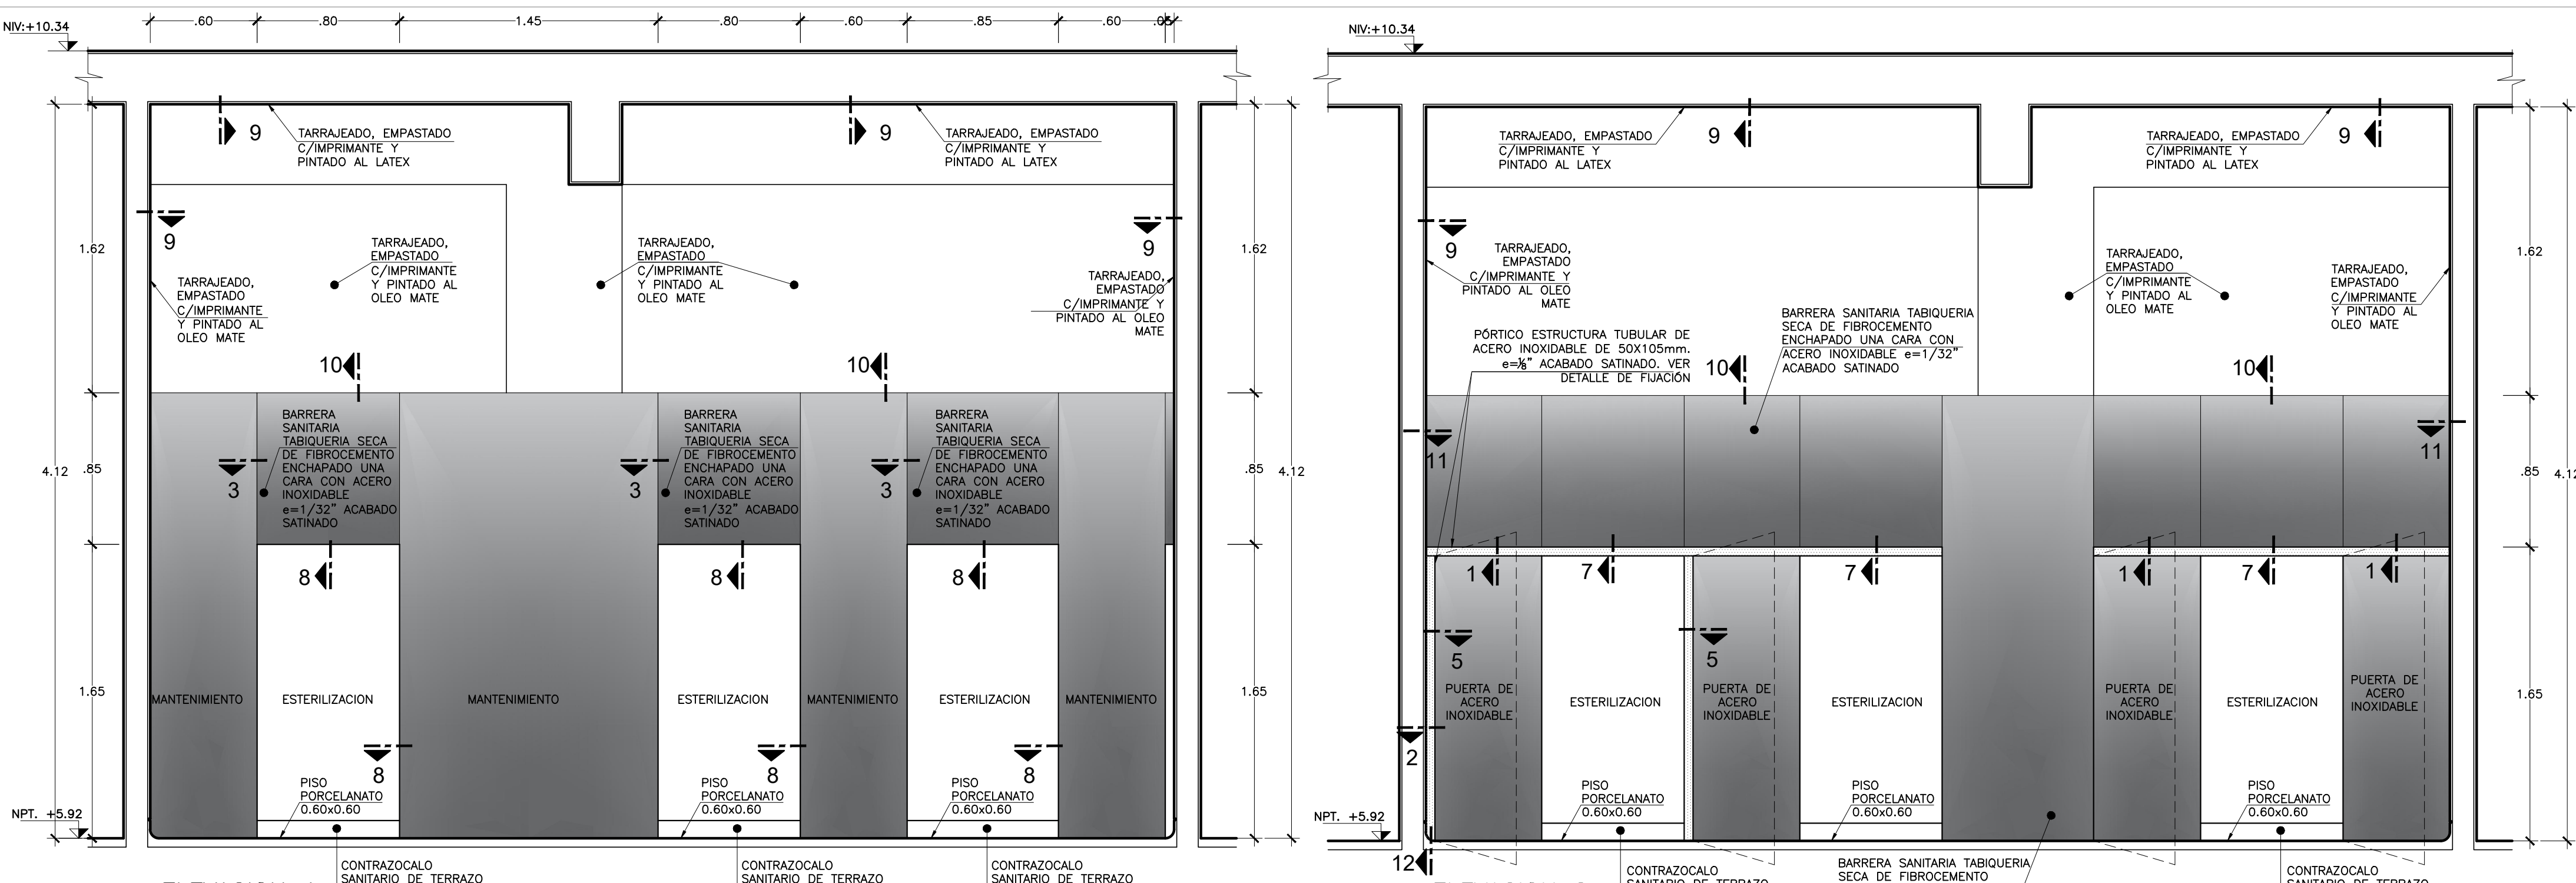 .60
.80
1.45
.80
.60
.85
.60
.05
NIV:+10.34
9
TARRAJEADO, EMPASTADO
C/IMPRIMANTE Y
PINTADO AL LATEX
9
TARRAJEADO, EMPASTADO
C/IMPRIMANTE Y
PINTADO AL LATEX
9
9
1.62
1.62
TARRAJEADO,
EMPASTADO
C/IMPRIMANTE
Y PINTADO AL
OLEO MATE
TARRAJEADO,
EMPASTADO
C/IMPRIMANTE
Y PINTADO AL
OLEO MATE
TARRAJEADO,
EMPASTADO
C/IMPRIMANTE
Y PINTADO AL
OLEO MATE
TARRAJEADO,
EMPASTADO
C/IMPRIMANTE Y
PINTADO AL OLEO
MATE
10
10
BARRERA
SANITARIA
TABIQUERIA SECA
DE FIBROCEMENTO
ENCHAPADO UNA
CARA CON ACERO
INOXIDABLE
e=1/32" ACABADO
SATINADO
BARRERA
SANITARIA
TABIQUERIA SECA
DE FIBROCEMENTO
ENCHAPADO UNA
CARA CON ACERO
INOXIDABLE
e=1/32" ACABADO
SATINADO
BARRERA
SANITARIA
TABIQUERIA SECA
DE FIBROCEMENTO
ENCHAPADO UNA
CARA CON ACERO
INOXIDABLE
e=1/32" ACABADO
SATINADO
4.12
.85
3
3
3
.85
4.12
8
8
8
1.65
1.65
MANTENIMIENTO
ESTERILIZACION
MANTENIMIENTO
ESTERILIZACION
MANTENIMIENTO
ESTERILIZACION
MANTENIMIENTO
8
8
8
PISO
PORCELANATO
0.60x0.60
PISO
PORCELANATO
0.60x0.60
PISO
PORCELANATO
0.60x0.60
NPT. +5.92
CONTRAZOCALO
SANITARIO DE TERRAZO
CONTRAZOCALO
SANITARIO DE TERRAZO
CONTRAZOCALO
SANITARIO DE TERRAZO
NIV:+10.34
TARRAJEADO, EMPASTADO
C/IMPRIMANTE Y
PINTADO AL LATEX
9
TARRAJEADO, EMPASTADO
C/IMPRIMANTE Y
PINTADO AL LATEX
9
9
TARRAJEADO,
EMPASTADO
C/IMPRIMANTE Y
PINTADO AL OLEO
MATE
TARRAJEADO,
EMPASTADO
C/IMPRIMANTE
Y PINTADO AL
OLEO MATE
TARRAJEADO,
EMPASTADO
C/IMPRIMANTE
Y PINTADO AL
OLEO MATE
1.62
PÓRTICO ESTRUCTURA TUBULAR DE
ACERO INOXIDABLE DE 50X105mm.
e=⅛" ACABADO SATINADO. VER
DETALLE DE FIJACIÓN
BARRERA SANITARIA TABIQUERIA
SECA DE FIBROCEMENTO
ENCHAPADO UNA CARA CON
ACERO INOXIDABLE e=1/32"
ACABADO SATINADO
10
10
11
11
.85
4.12
1
7
7
1
7
1
5
5
PUERTA DE
ACERO
INOXIDABLE
ESTERILIZACION
PUERTA DE
ACERO
INOXIDABLE
ESTERILIZACION
PUERTA DE
ACERO
INOXIDABLE
ESTERILIZACION
PUERTA DE
ACERO
INOXIDABLE
1.65
2
PISO
PORCELANATO
0.60x0.60
PISO
PORCELANATO
0.60x0.60
PISO
PORCELANATO
0.60x0.60
NPT. +5.92
12
CONTRAZOCALO
SANITARIO DE TERRAZO
BARRERA SANITARIA TABIQUERIA
SECA DE FIBROCEMENTO
CONTRAZOCALO
SANITARIO DE TERRAZO